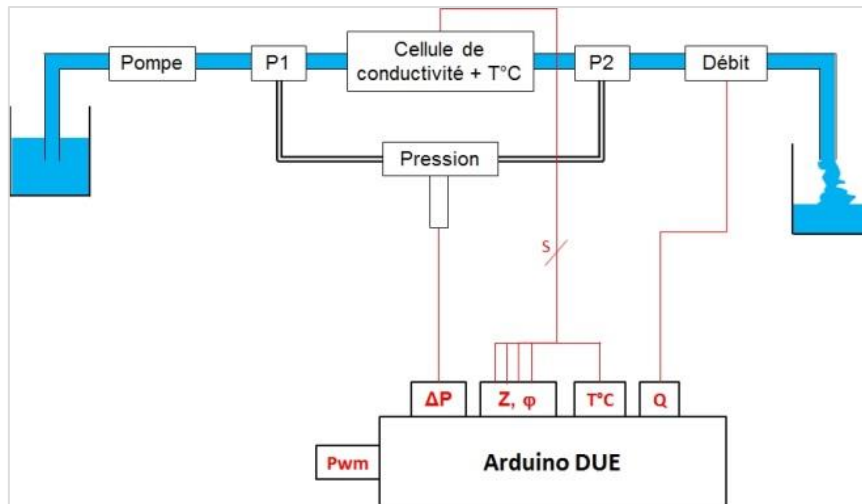 Pompe
P1
Cellule de
conductivité + T°C
P2
Débit
Pression
S
ΔP
Z, φ
T°C
Q
Pwm
Arduino DUE